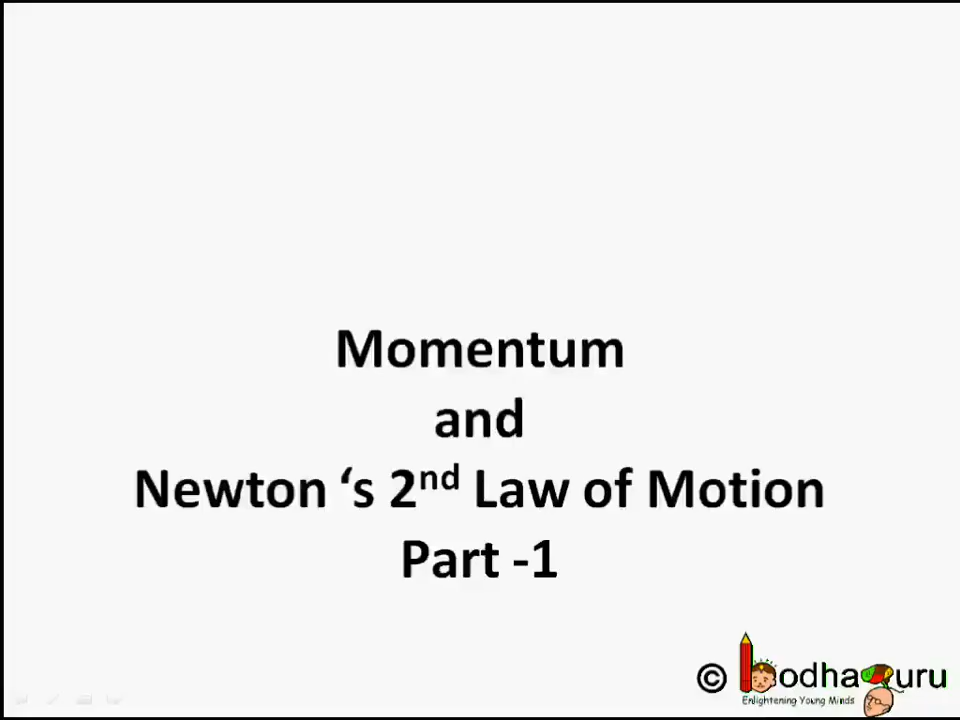 Momentum
and
Newton ‘s 2nd Law of Motion
Part -1
© bodhaGuru
Enlightening Young Minds